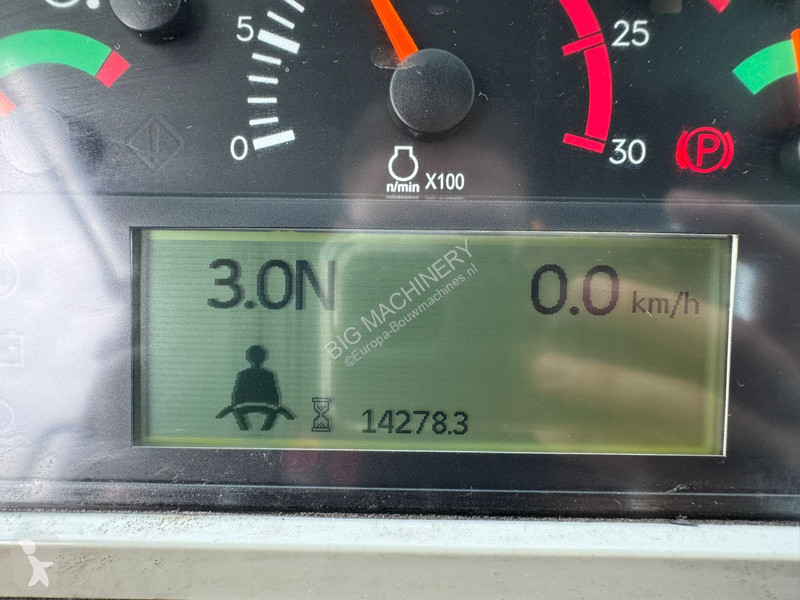 5
25
0
30
P
n/min X100
3.0N
0.0 km/h
BIG MACHINERY
©Europa-Bouwmachines.nl
14278.3